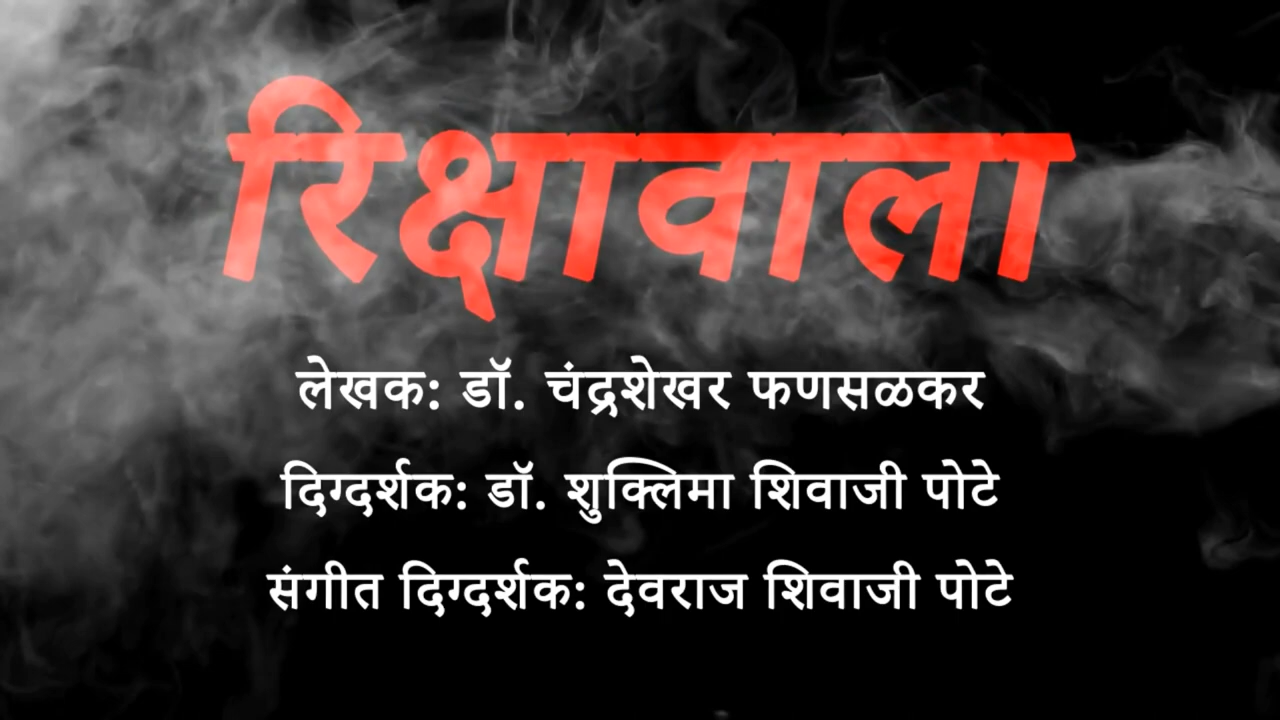 रिक्षावाला
लेखक: डॉ. चंद्रशेखर फणसळकर
दिग्दर्शक: डॉ. शुक्लिमा शिवाजी पोटे
संगीत दिग्दर्शक: देवराज शिवाजी पोटे